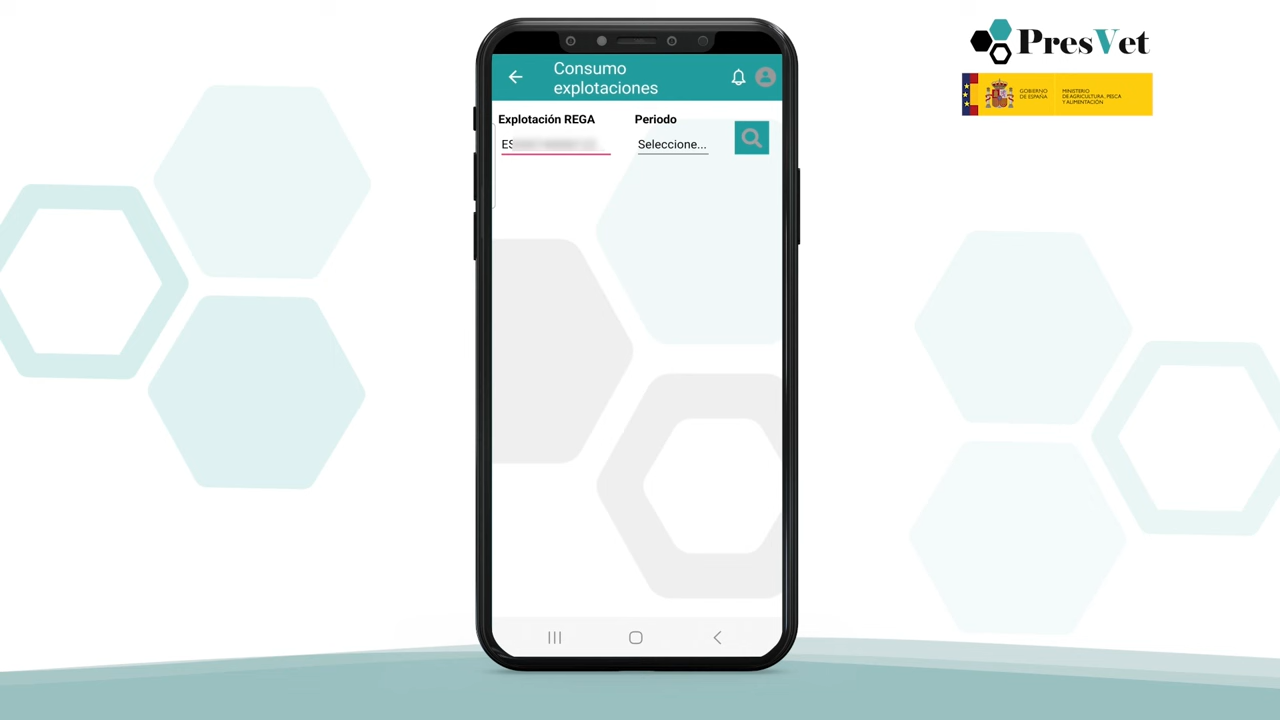 PresVet
GOBIERNO
DE ESPAÑA
MINISTERIO
DE AGRICULTURA, PESCA
Y ALIMENTACIÓN
Consumo
explotaciones
Explotación REGA
Periodo
ES
Seleccione...